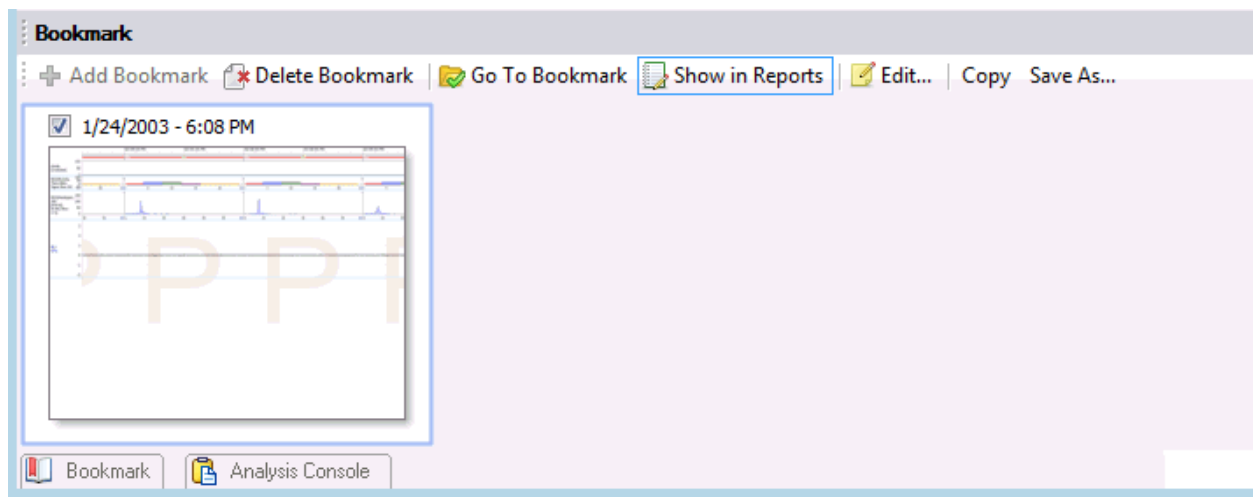 Bookmark
Add Bookmark Delete Bookmark Go To Bookmark Show in Reports Edit... Copy Save As...
1/24/2003 - 6:08 PM
P P P
Bookmark Analysis Console